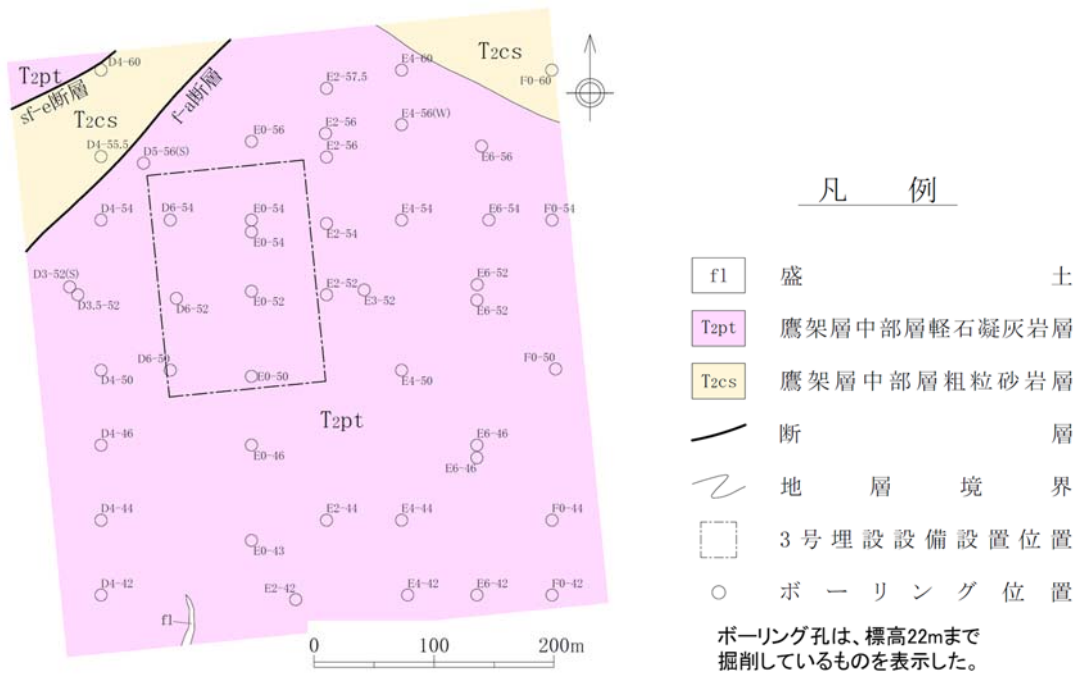 T2pt
D4-60
sf-e断層
f-a断層
T2cs
D4-55.5
D5-56(S)
E0-56
E2-57.5
E4-60
T2cs
F0-60
E2-56
E2-56
E4-56(W)
E6-56
D4-54
D6-54
E0-54
E0-54
E2-54
E4-54
E6-54
F0-54
D3-52(S)
D3.5-52
D6-52
E0-52
E2-52
E3-52
E6-52
E6-52
D4-50
D6-50
E0-50
E4-50
F0-50
T2pt
D4-46
E0-46
E6-46
E6-46
D4-44
E2-44
E4-44
F0-44
E0-43
D4-42
E2-42
E4-42
E6-42
F0-42
fl
0 100 200m
凡 例
fl 盛土
T2pt 鷹架層中部層軽石凝灰岩層
T2cs 鷹架層中部層粗粒砂岩層
断層
地層境界
3号埋設設備設置位置
ボーリング位置
ボーリング孔は、標高22mまで
掘削しているものを表示した。